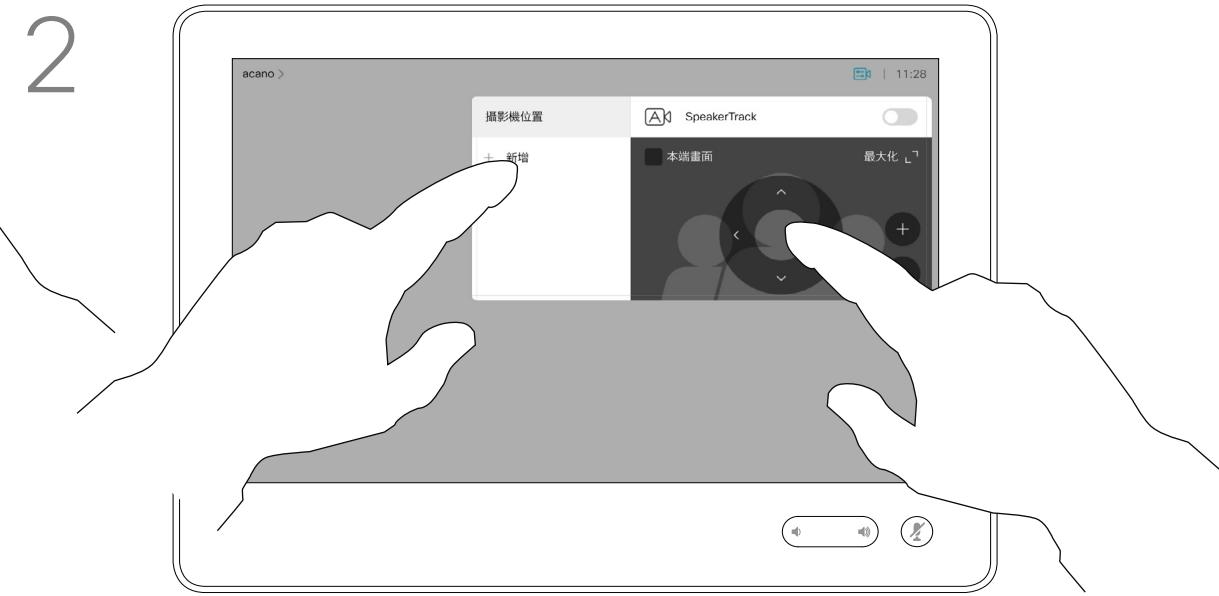 2
acano >
11:28
攝影機位置
A
SpeakerTrack
+ 新增
本端畫面
最大化
+